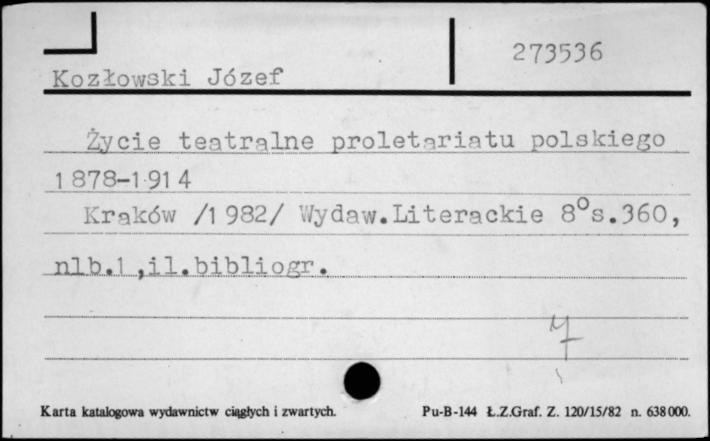 273536
Kozłowski Józef
Życie teatralne proletariatu polskiego
1878-1914
Kraków /1982/ Wydaw.Literackie 8°s.360,
nlb.1,il.bibliogr.
Karta katalogowa wydawnictw ciągłych i zwartych.
Pu-B-144 Ł.Z.Graf. Z. 120/15/82 n. 638000.